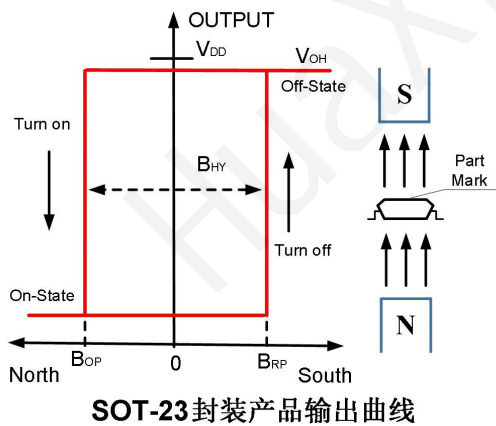 OUTPUT
VDD
VOH
Off-State
S
Turn on
BHY
Part
Mark
Turn off
On-State
N
BOP
0
BRP
North
South
SOT-23封装产品输出曲线